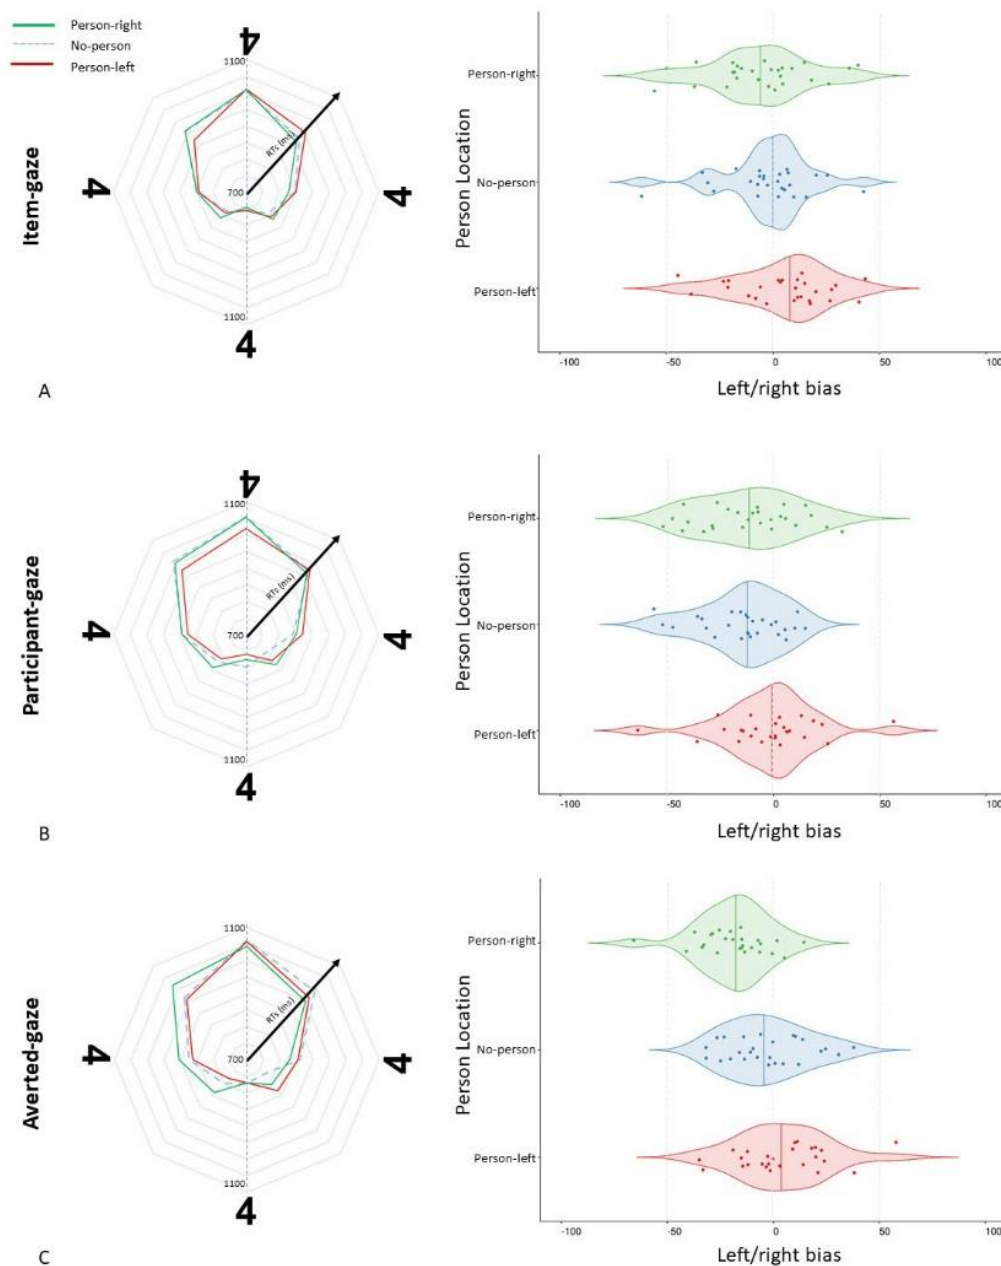 Person-right
No-person
Person-left
Item-gaze
4
1100
4
700
RTs (ms)
4
1100
4
A
Person Location
Person-right
No-person
Person-left
-100
-50
0
50
100
Left/right bias
Participant-gaze
4
1100
4
700
RTs (ms)
4
1100
4
B
Person Location
Person-right
No-person
Person-left
-100
-50
0
50
100
Left/right bias
Averted-gaze
4
1100
4
700
RTs (ms)
4
1100
4
C
Person Location
Person-right
No-person
Person-left
-100
-50
0
50
100
Left/right bias